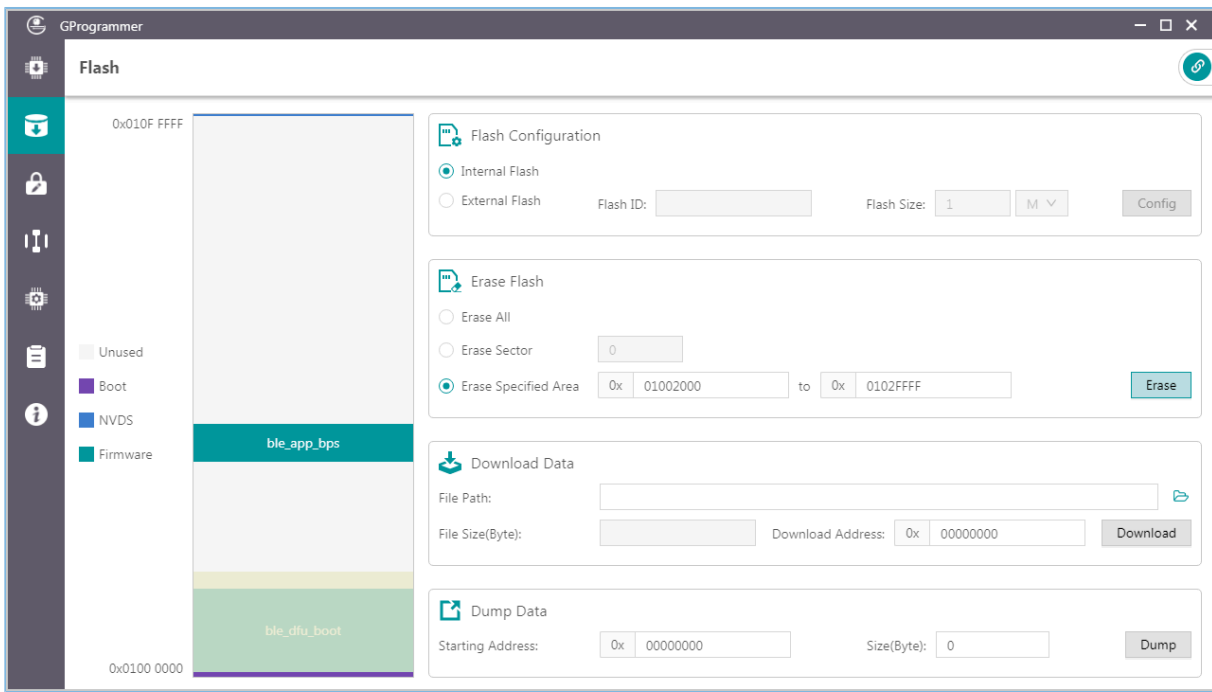 GProgrammer
Flash
0x010F FFFF
Unused
Boot
NVDS
Firmware
ble_app_bps
ble_dfu_boot
0x0100 0000
Flash Configuration
Internal Flash
External Flash Flash ID: Flash Size: 1 M Config
Erase Flash
Erase All
Erase Sector 0
Erase Specified Area 0x 01002000 to 0x 0102FFFF Erase
Download Data
File Path:
File Size(Byte): Download Address: 0x 00000000 Download
Dump Data
Starting Address: 0x 00000000 Size(Byte): 0 Dump